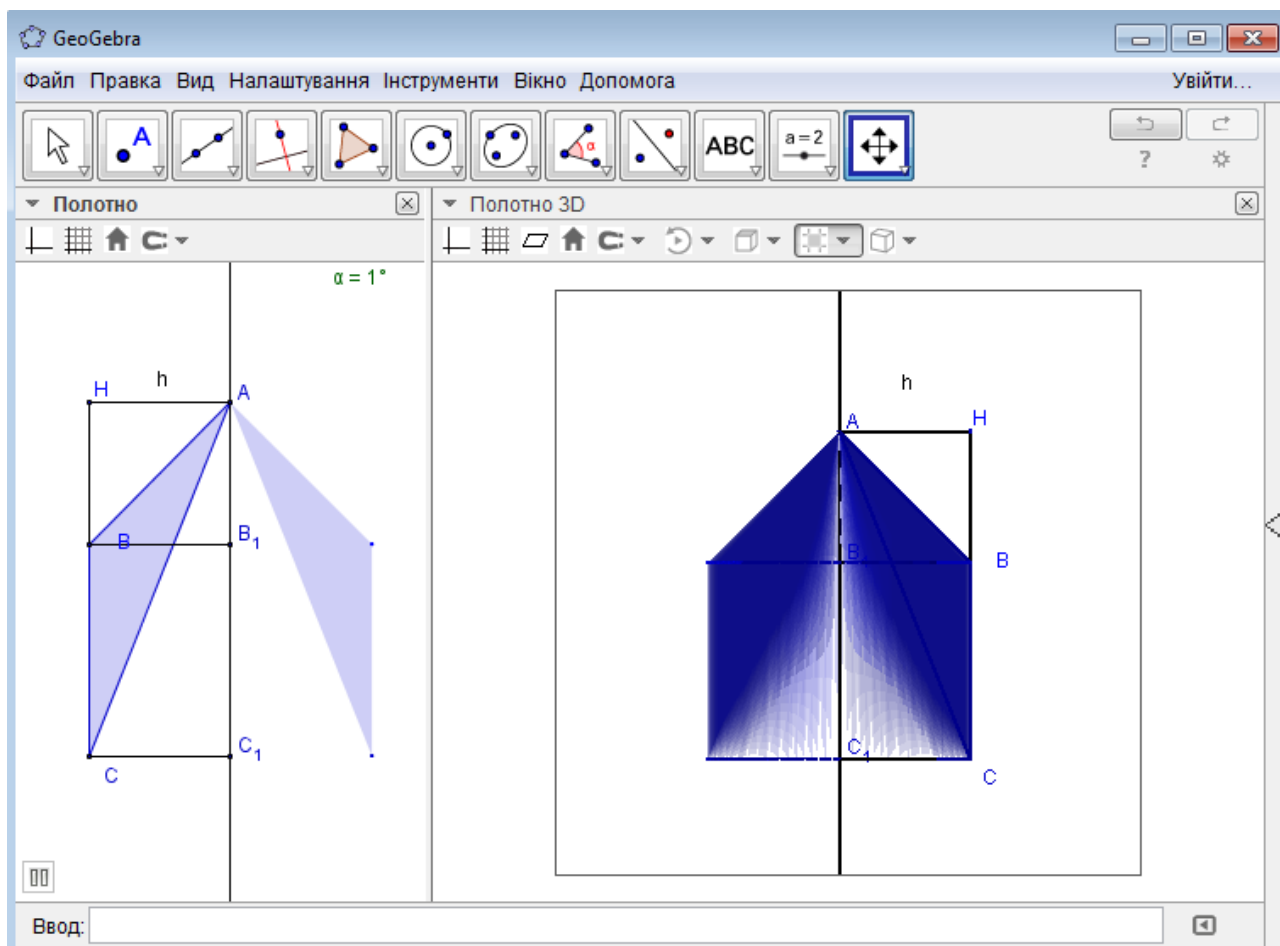 GeoGebra
Файл Правка Вид Налаштування Інструменти Вікно Допомога Увійти...
A α ABC a = 2
?
Полотно Полотно 3D
α = 1°
h
H A
B B₁
C₁
C
h
A H
B₁ B
C₁
C
Ввод: